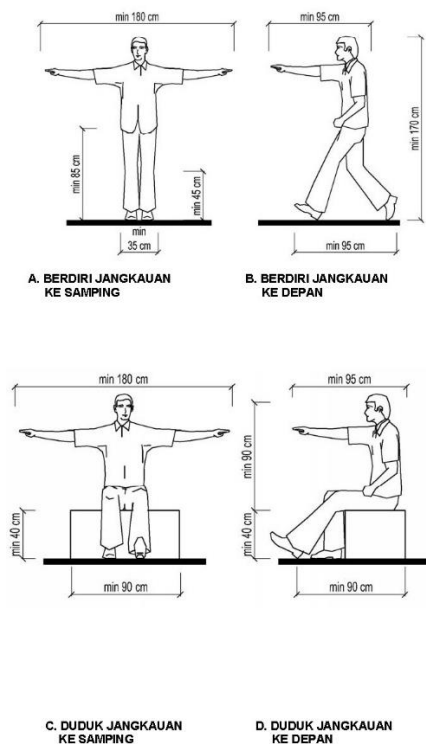 min 180 cm
min 95 cm
min 85 cm
min 45 cm
min
35 cm
min 170 cm
min 95 cm
A. BERDIRI JANGKAUAN
KE SAMPING
B. BERDIRI JANGKAUAN
KE DEPAN
min 180 cm
min 95 cm
min 40 cm
min 90 cm
min 90 cm
min 40 cm
min 90 cm
C. DUDUK JANGKAUAN
KE SAMPING
D. DUDUK JANGKAUAN
KE DEPAN